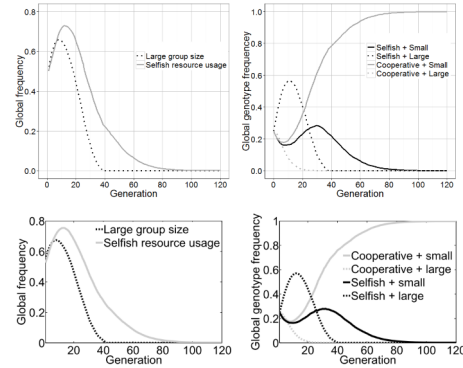 0.8
0.6
0.4
0.2
0.0
Global frequency
Large group size
Selfish resource usage
0 20 40 60 80 100 120
Generation
1.0
0.8
0.6
0.4
0.2
0.0
Global genotype frequencey
Selfish + Small
Selfish + Large
Cooperative + Small
Cooperative + Large
0 20 40 60 80 100 120
Generation
0.8
0.6
0.4
0.2
0
Global frequency
Large group size
Selfish resource usage
20 40 60 80 100 120
Generation
1
0.8
0.6
0.4
0.2
0
Global genotype frequency
Cooperative + small
Cooperative + large
Selfish + small
Selfish + large
20 40 60 80 100 120
Generation